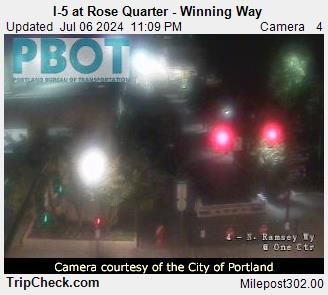 I-5 at Rose Quarter - Winning Way
Updated Jul 06 2024 11:09 PM Camera 4
PBOT
PORTLAND BUREAU OF TRANSPORTATION
4 - N. Ramsey Wy
@ One Ctr
Camera courtesy of the City of Portland
TripCheck.com Milepost302.00